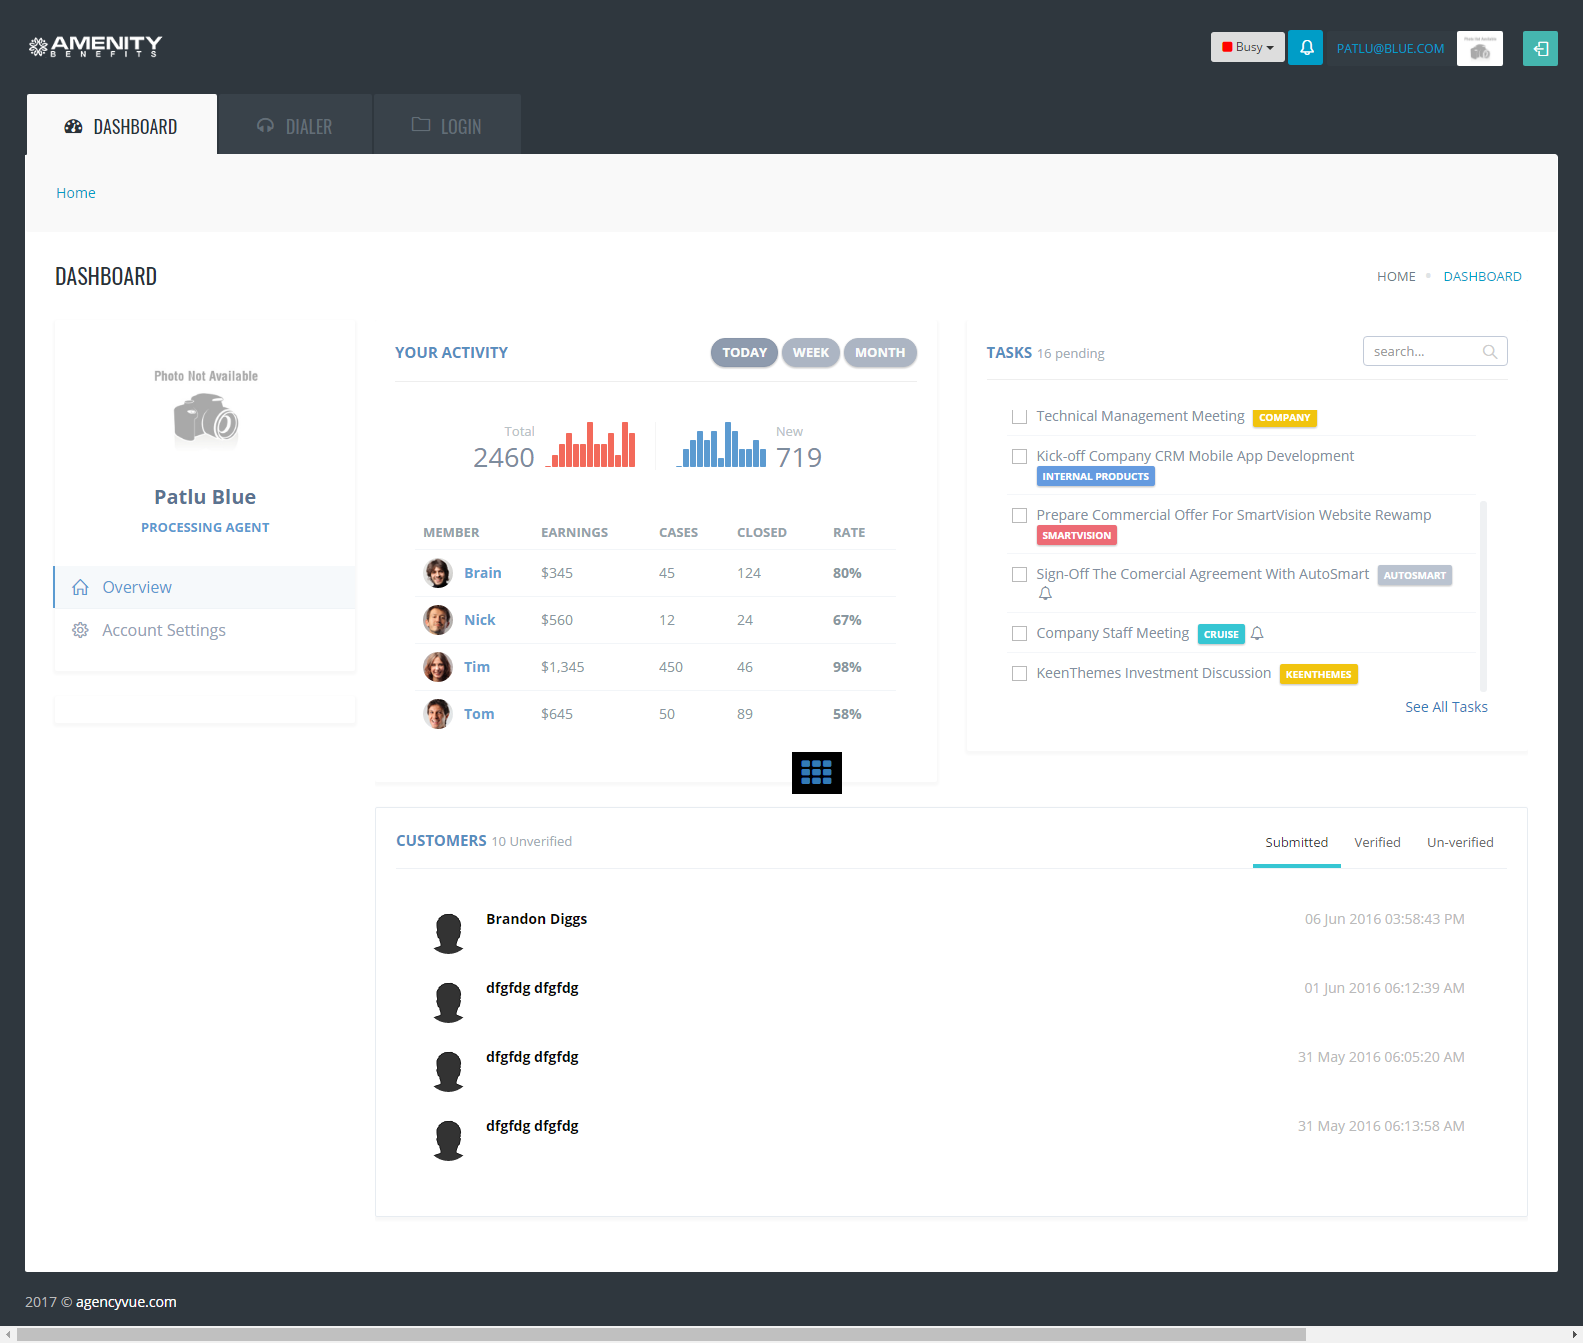 AMENITY
BENEFITS
Busy
PATLU@BLUE.COM
Photo Not Available
DASHBOARD
DIALER
LOGIN
Home
DASHBOARD
HOME
DASHBOARD
Photo Not Available
Patlu Blue
PROCESSING AGENT
Overview
Account Settings
YOUR ACTIVITY
TODAY
WEEK
MONTH
Total
2460
New
719
MEMBER EARNINGS CASES CLOSED RATE
Brain $345 45 124 80%
Nick $560 12 24 67%
Tim $1,345 450 46 98%
Tom $645 50 89 58%
TASKS 16 pending
search...
Technical Management Meeting COMPANY
Kick-off Company CRM Mobile App Development
INTERNAL PRODUCTS
Prepare Commercial Offer For SmartVision Website Rewamp
SMARTVISION
Sign-Off The Comercial Agreement With AutoSmart AUTOSMART
Company Staff Meeting CRUISE
KeenThemes Investment Discussion KEENTHEMES
See All Tasks
CUSTOMERS 10 Unverified
Submitted Verified Un-verified
Brandon Diggs 06 Jun 2016 03:58:43 PM
dfgfdg dfgfdg 01 Jun 2016 06:12:39 AM
dfgfdg dfgfdg 31 May 2016 06:05:20 AM
dfgfdg dfgfdg 31 May 2016 06:13:58 AM
2017 © agencyvue.com